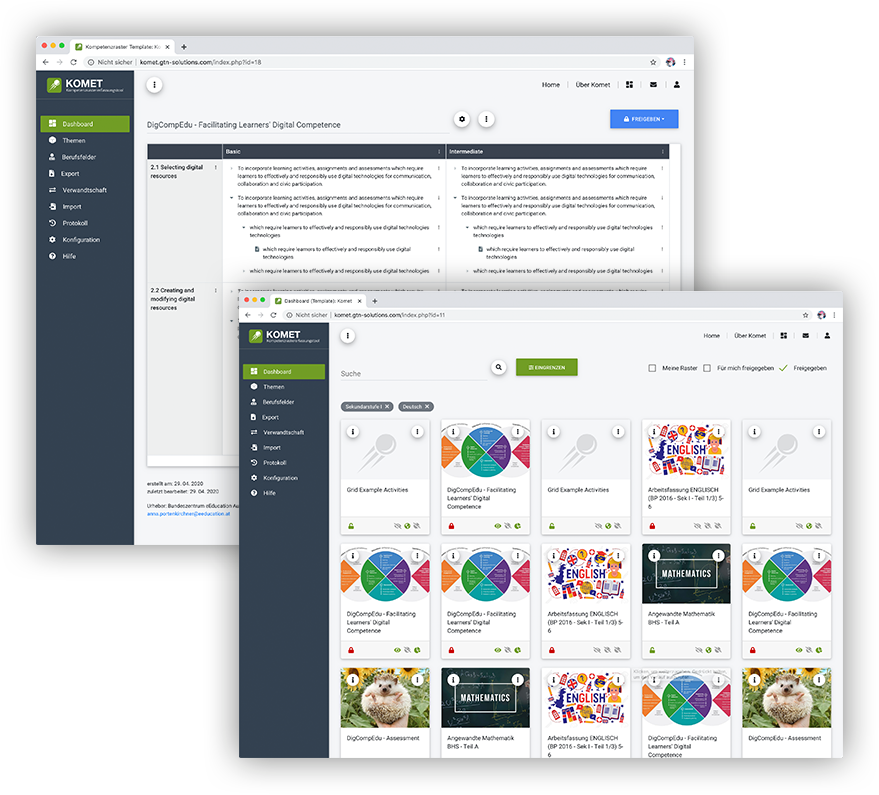 Kompetenzraster Template: Ko
Nicht sicher | komet.gtn-solutions.com/index.php?id=18
KOMET
Kompetenzrastererfassungstool
Home
Über Komet
Dashboard
Themen
Berufsfelder
Export
Verwandtschaft
Import
Protokoll
Konfiguration
Hilfe
DigCompEdu - Facilitating Learners' Digital Competence
FREIGEBEN
Basic
Intermediate
2.1 Selecting digital
resources
To incorporate learning activities, assignments and assessments which require
learners to effectively and responsibly use digital technologies for communication,
collaboration and civic participation.
To incorporate learning activities, assignments and assessments which require
learners to effectively and responsibly use digital technologies for communication,
collaboration and civic participation.
which require learners to effectively and responsibly use digital technologies
technologies
which require learners to effectively and responsibly use digital
technologies
which require learners to effectively and responsibly use digital technologies
To incorporate learning activities, assignments and assessments which require
learners to effectively and responsibly use digital technologies for communication,
collaboration and civic participation.
To incorporate learning activities, assignments and assessments which require
learners to effectively and responsibly use digital technologies for communication,
collaboration and civic participation.
which require learners to effectively and responsibly use digital technologies
technologies
which require learners to effectively and responsibly use digital
technologies
which require learners to effectively and responsibly use digital technologies
2.2 Creating and
modifying digital
resources
erstellt am: 29. 04. 2020
zuletzt bearbeitet: 29. 04. 2020
Urheber: Bundeszentrum eEducation Au
anna.portenkirchner@eeducation.at
Dashboard (Template): Komet
Nicht sicher | komet.gtn-solutions.com/index.php?id=11
KOMET
Kompetenzrastererfassungstool
Home
Über Komet
Dashboard
Themen
Berufsfelder
Export
Verwandtschaft
Import
Protokoll
Konfiguration
Hilfe
Suche
EINGRENZEN
Meine Raster
Für mich freigegeben
Freigegeben
Sekundarstufe I
Deutsch
Grid Example Activities
DigCompEdu - Facilitating
Learners' Digital
Competence
Grid Example Activities
ENGLISH
Arbeitsfassung ENGLISCH
(BP 2016 - Sek I - Teil 1/3) 5-
6
Grid Example Activities
DigCompEdu - Facilitating
Learners' Digital
Competence
DigCompEdu - Facilitating
Learners' Digital
Competence
ENGLISH
Arbeitsfassung ENGLISCH
(BP 2016 - Sek I - Teil 1/3) 5-
6
MATHEMATICS
Angewandte Mathematik
BHS - Teil A
DigCompEdu - Facilitating
Learners' Digital
Competence
DigCompEdu - Assessment
MATHEMATICS
Angewandte Mathematik
BHS - Teil A
ENGLISH
Arbeitsfassung ENGLISCH
(BP 2016 - Sek I - Teil 1/3) 5-
6
DigCompEdu - Facilitating
Learners' Digital
Competence
DigCompEdu - Assessment